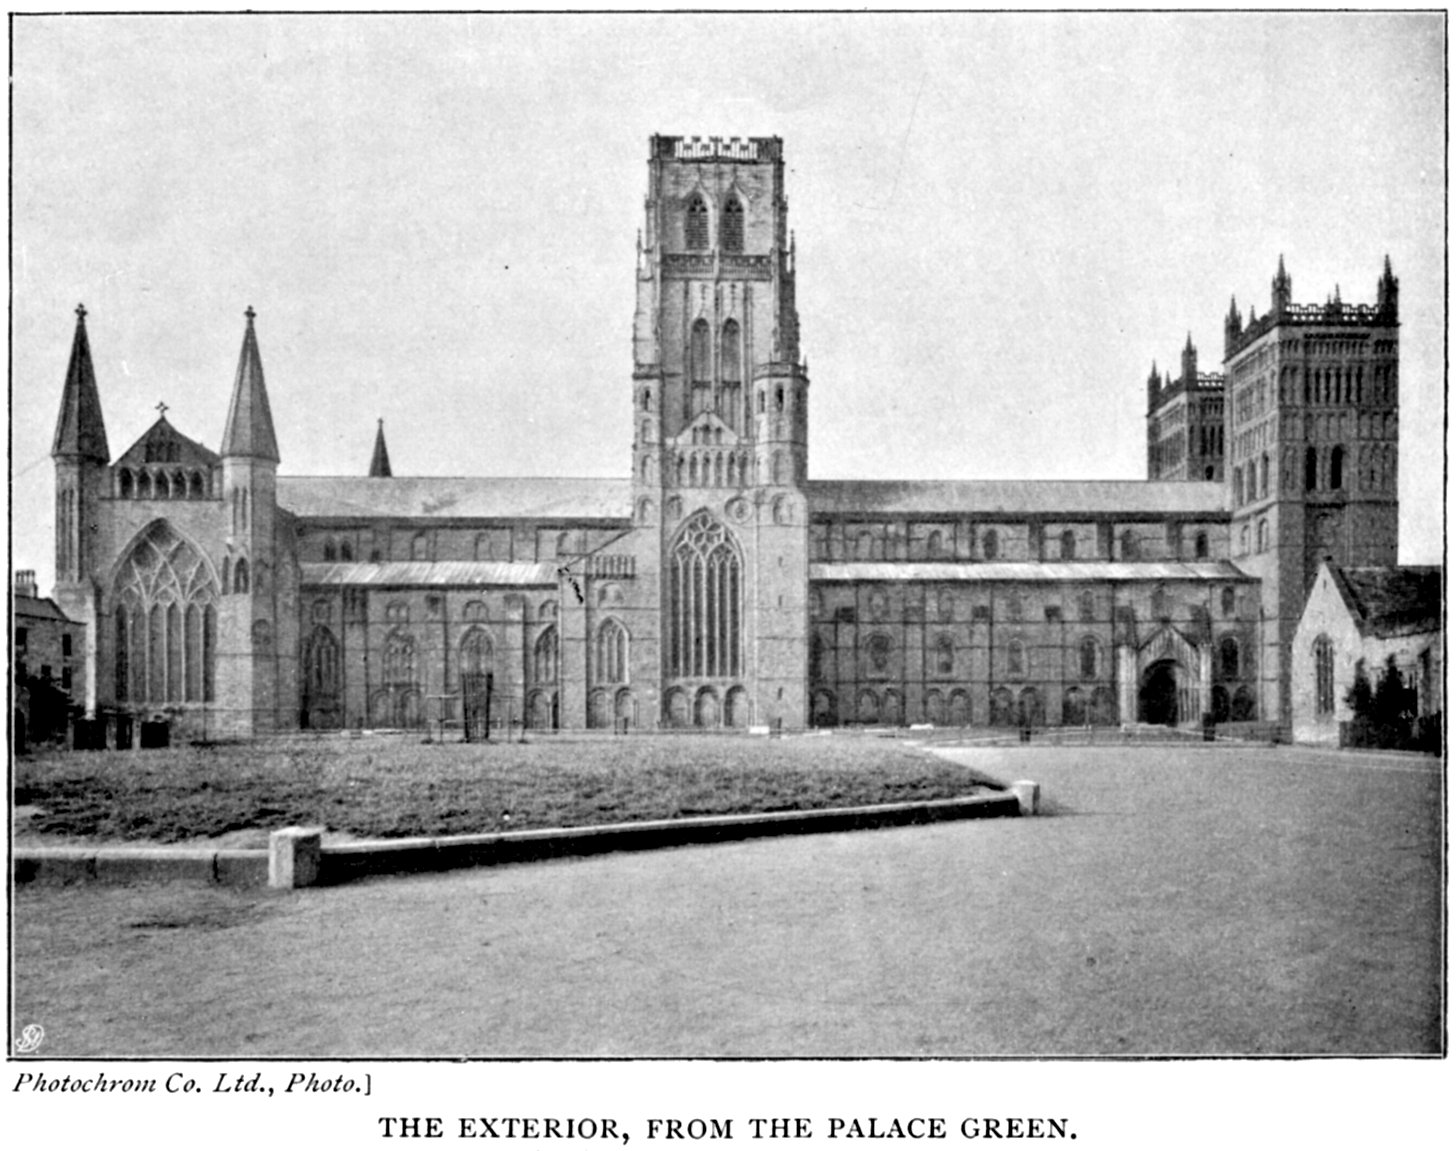 Photochrom Co. Ltd., Photo.]
THE EXTERIOR, FROM THE PALACE GREEN.